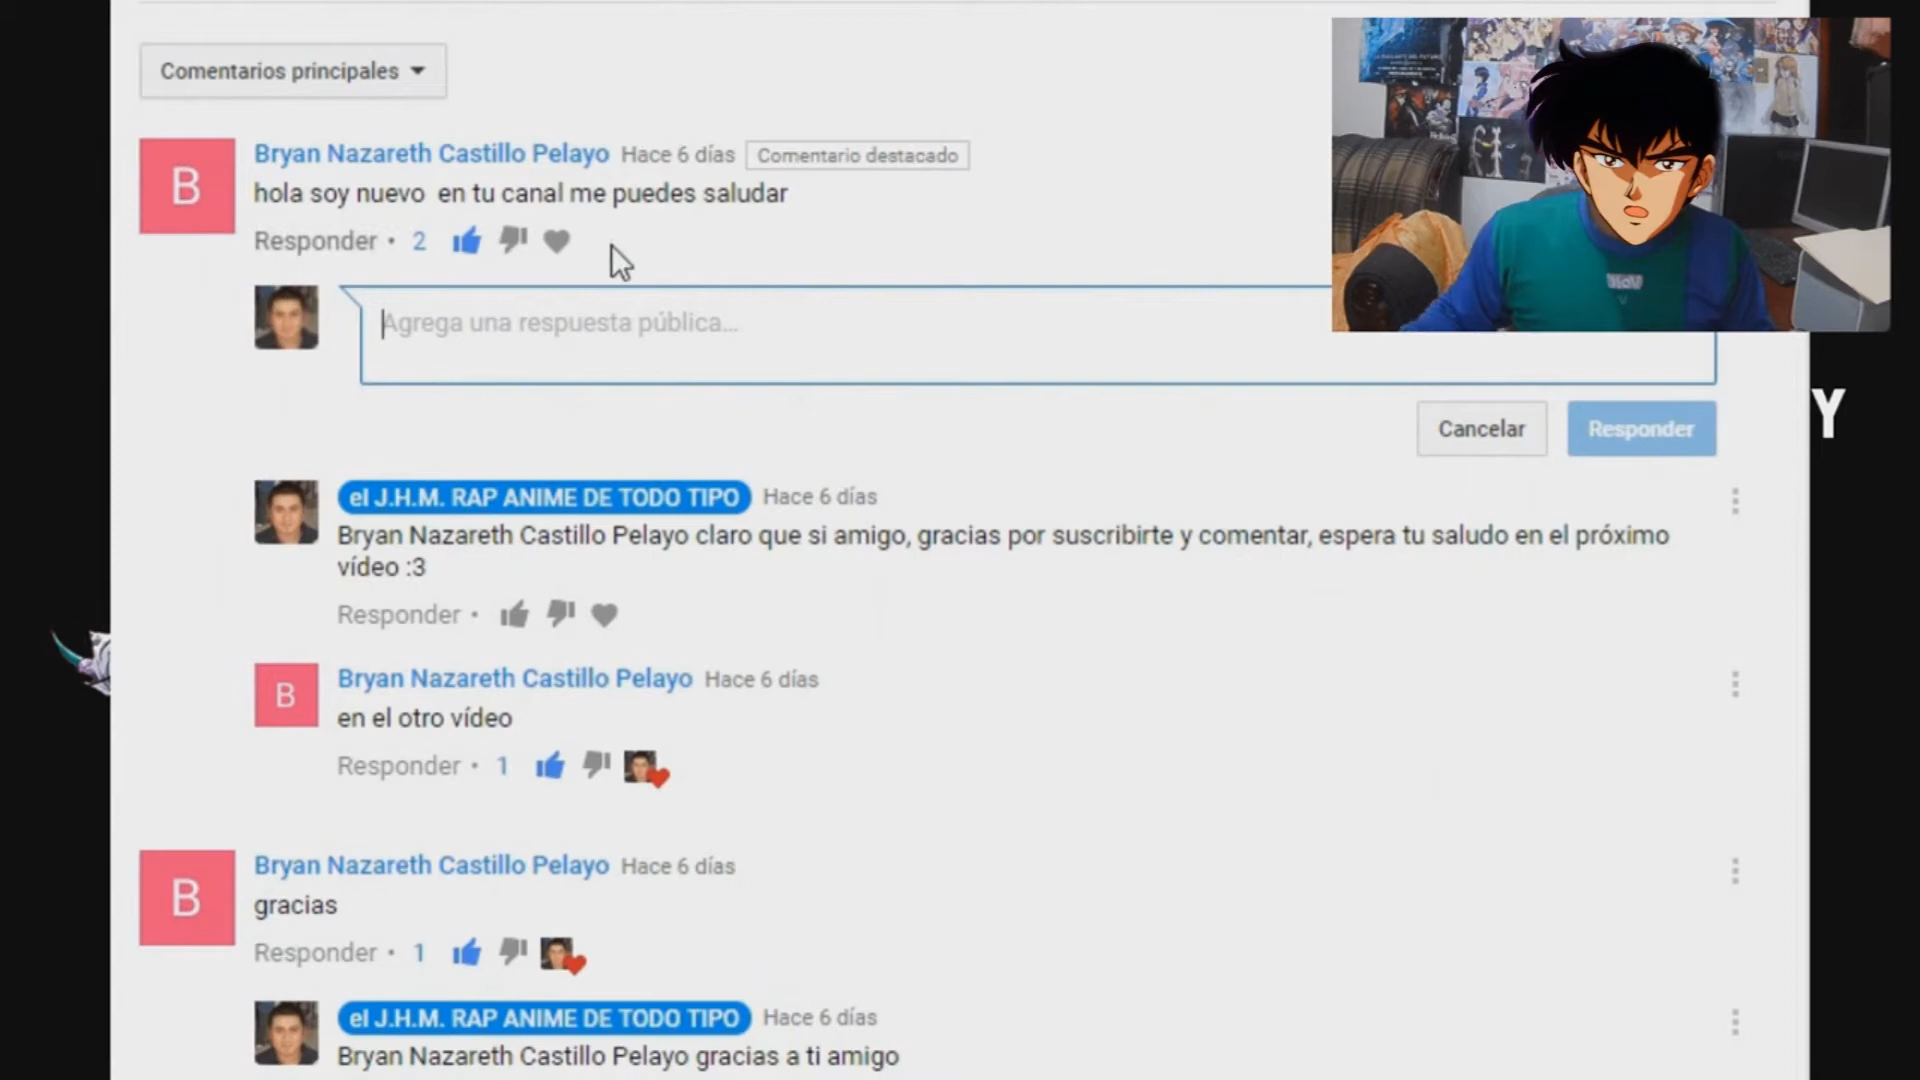 Comentarios principales
B
Bryan Nazareth Castillo Pelayo Hace 6 días Comentario destacado
hola soy nuevo  en tu canal me puedes saludar
Responder • 2
Agrega una respuesta pública...
Cancelar Responder
Y
el J.H.M. RAP ANIME DE TODO TIPO Hace 6 días
Bryan Nazareth Castillo Pelayo claro que si amigo, gracias por suscribirte y comentar, espera tu saludo en el próximo
vídeo :3
Responder •
B
Bryan Nazareth Castillo Pelayo Hace 6 días
en el otro vídeo
Responder • 1
B
Bryan Nazareth Castillo Pelayo Hace 6 días
gracias
Responder • 1
el J.H.M. RAP ANIME DE TODO TIPO Hace 6 días
Bryan Nazareth Castillo Pelayo gracias a ti amigo